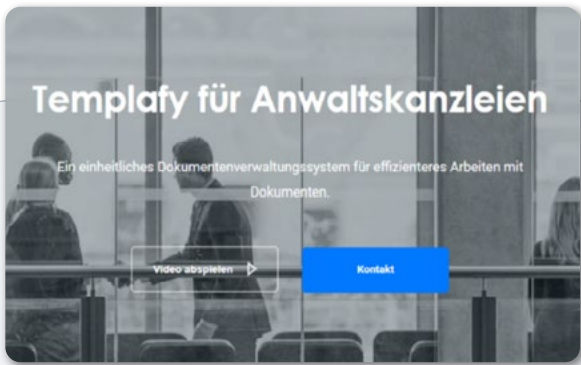 Templafy für Anwaltskanzleien
Ein einheitliches Dokumentenverwaltungssystem für effizienteres Arbeiten mit
Dokumenten.
Video abspielen
Kontakt